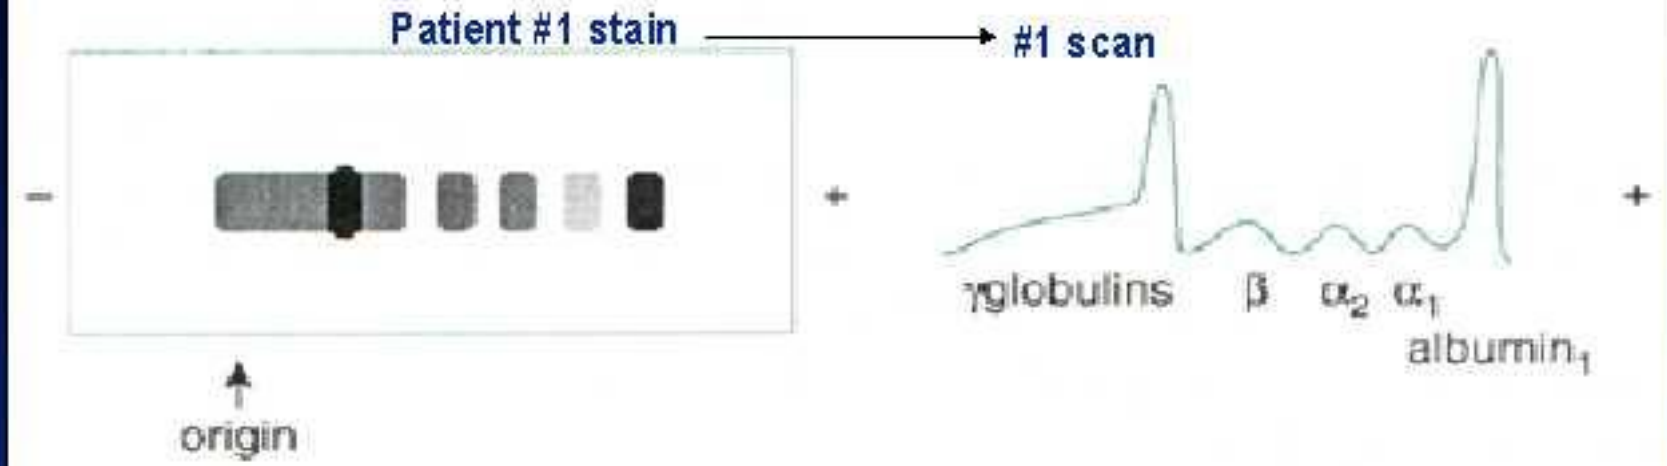 Patient #1 stain
#1 scan
- + +
γglobulins β α₂ α₁
albumin₁
origin